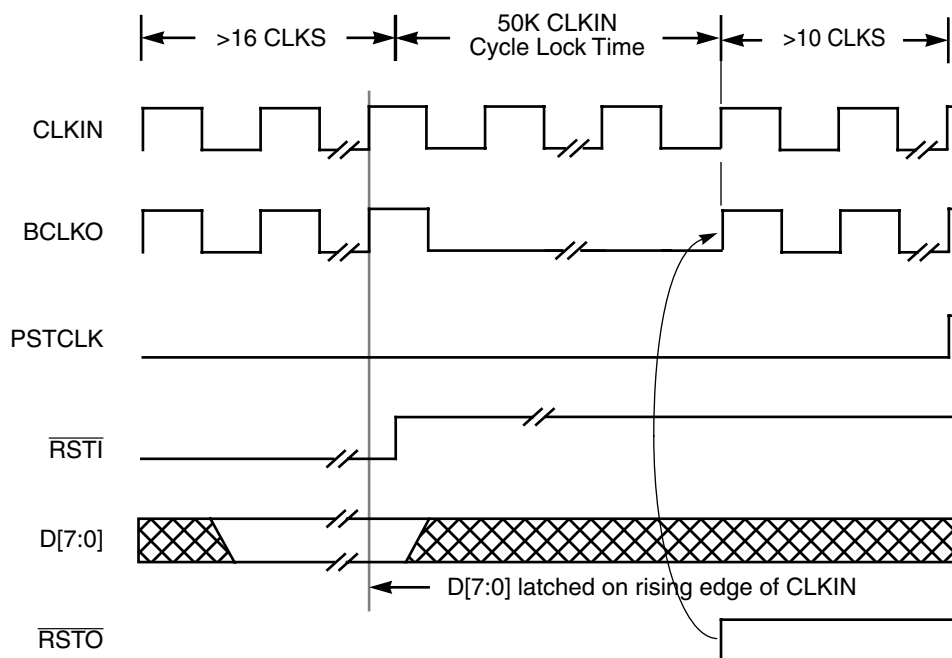 >16 CLKS
50K CLKIN
Cycle Lock Time
>10 CLKS
CLKIN
BCLKO
PSTCLK
RSTI
D[7:0]
D[7:0] latched on rising edge of CLKIN
RSTO